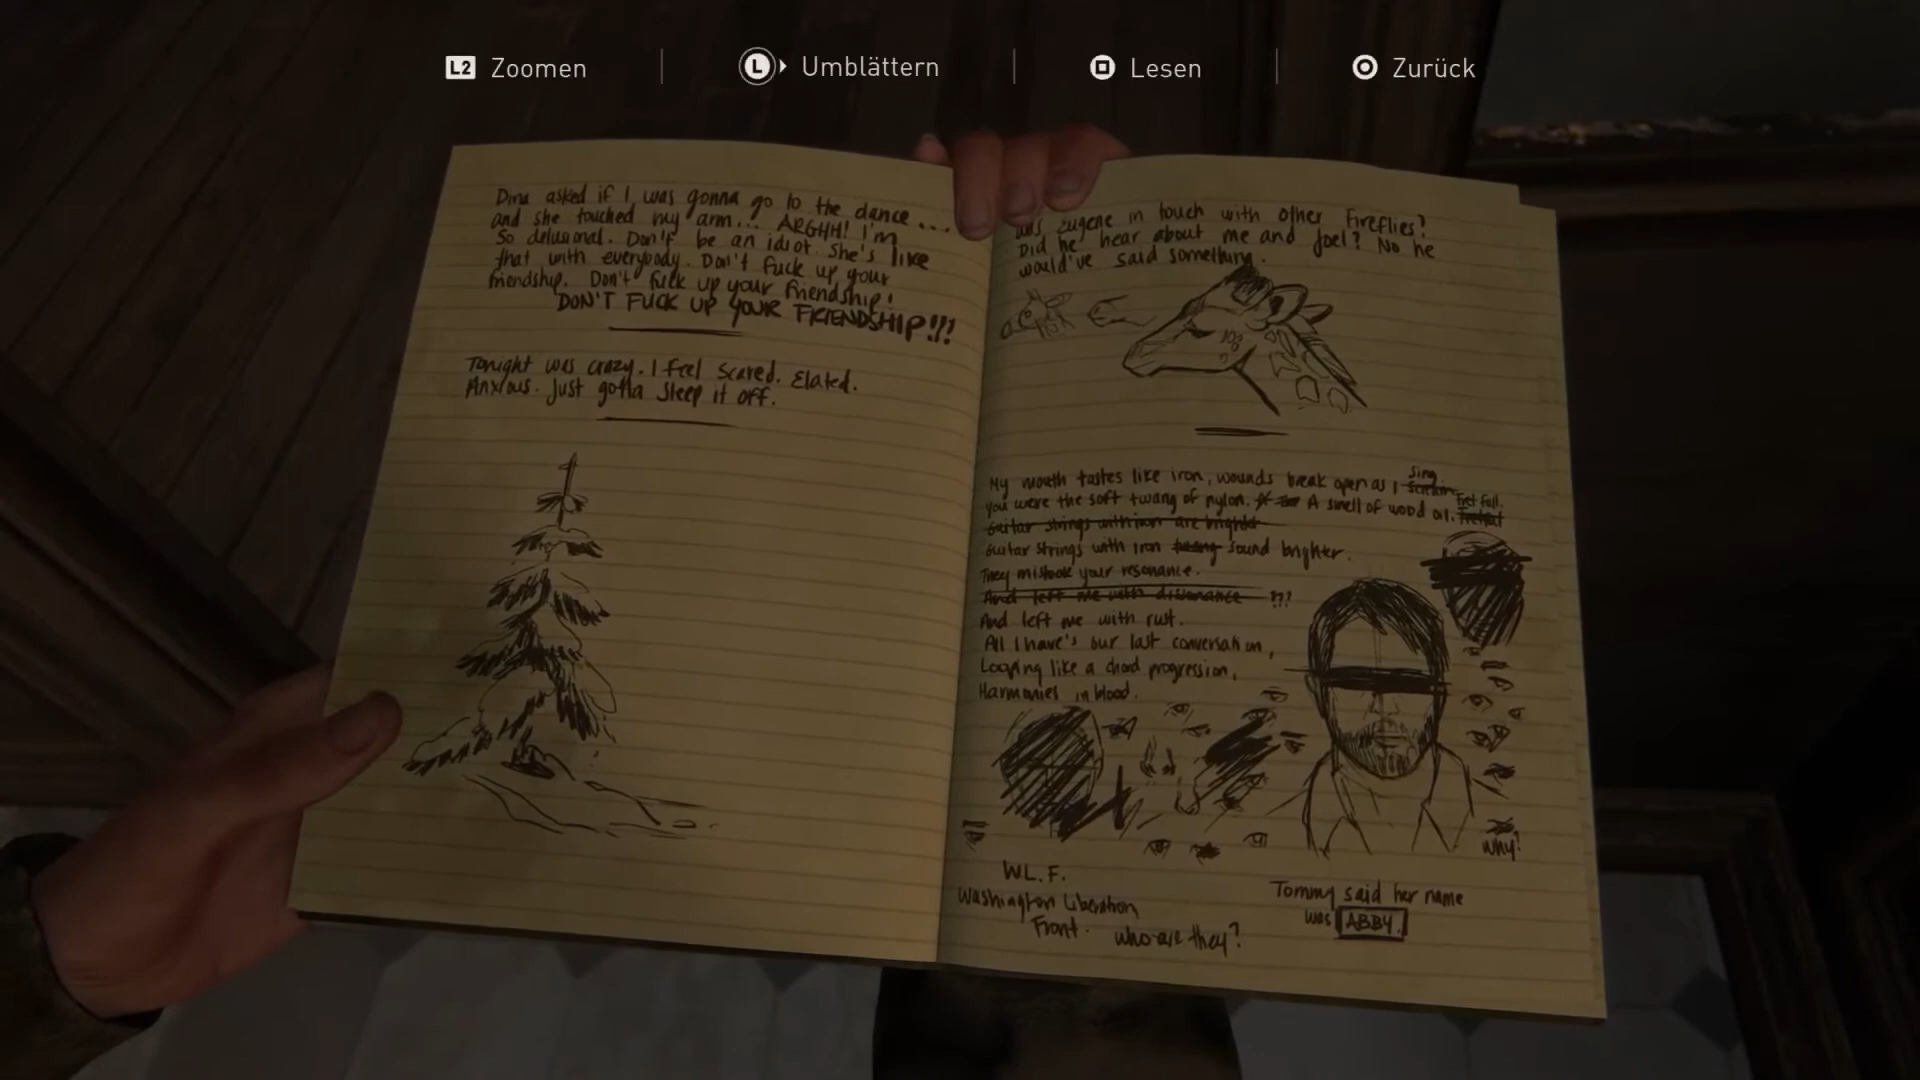 L2 Zoomen
L Umblättern
Lesen
Zurück
Dina asked if I was gonna go to the dance...
and she touched my arm... ARGHH! I'm
so delusional. Don't be an idiot. She's like
that with everybody. Don't fuck up your
friendship. Don't fuck up your friendship!
DON'T FUCK UP YOUR FRIENDSHIP!!!
Tonight was crazy. I feel scared. Elated.
Anxious. Just gotta sleep it off.
Was Eugene in touch with other Fireflies?
Did he hear about me and Joel? No he
would've said something.
My mouth tastes like iron, wounds break open as I scream sing.
You were the soft twang of nylon. A smell of wood oil. Fret fall.
Guitar strings with iron are brighter
Guitar strings with iron sound brighter.
They mistook your resonance.
And left me with dissonance ??!
And left me with rust.
All I have's our last conversation,
Looping like a chord progression,
Harmonies in blood.
Why?
W.L.F.
Washington Liberation
Front. who are they?
Tommy said her name
was ABBY.